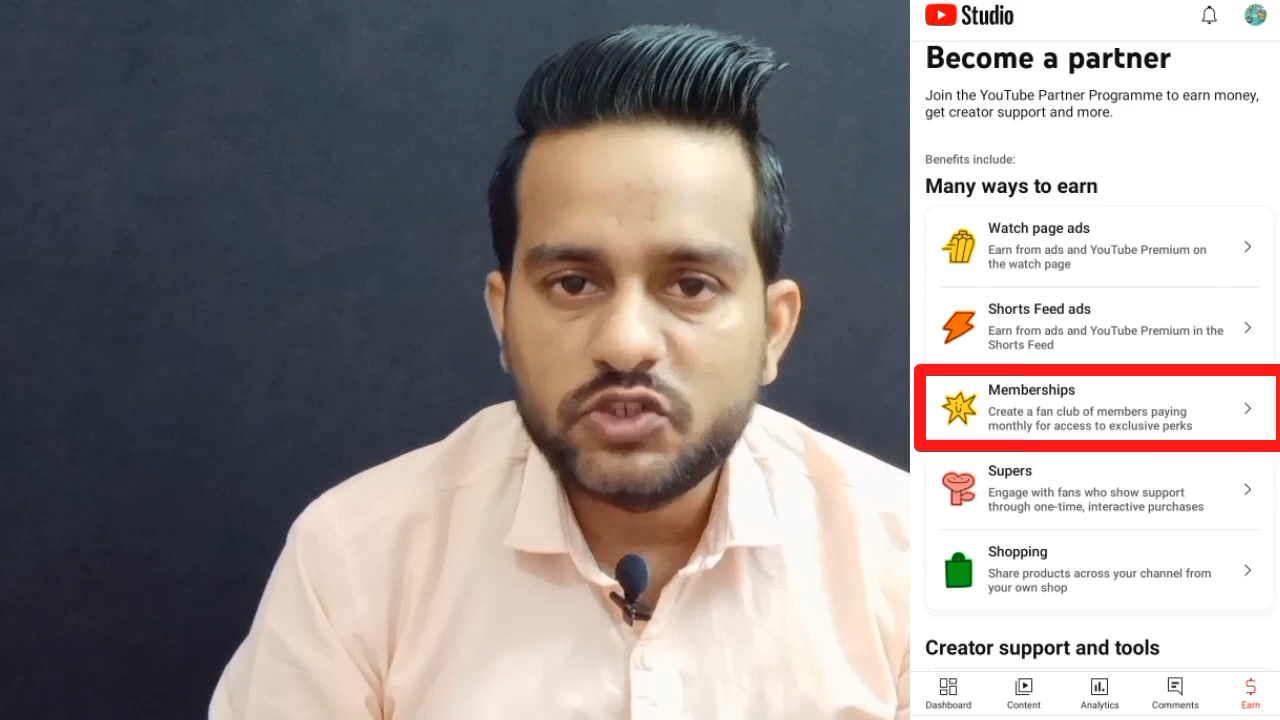 Studio
Become a partner
Join the YouTube Partner Programme to earn money,
get creator support and more.
Benefits include:
Many ways to earn
Watch page ads
Earn from ads and YouTube Premium on
the watch page
Shorts Feed ads
Earn from ads and YouTube Premium in the
Shorts Feed
Memberships
Create a fan club of members paying
monthly for access to exclusive perks
Supers
Engage with fans who show support
through one-time, interactive purchases
Shopping
Share products across your channel from
your own shop
Creator support and tools
Dashboard
Content
Analytics
Comments
Earn